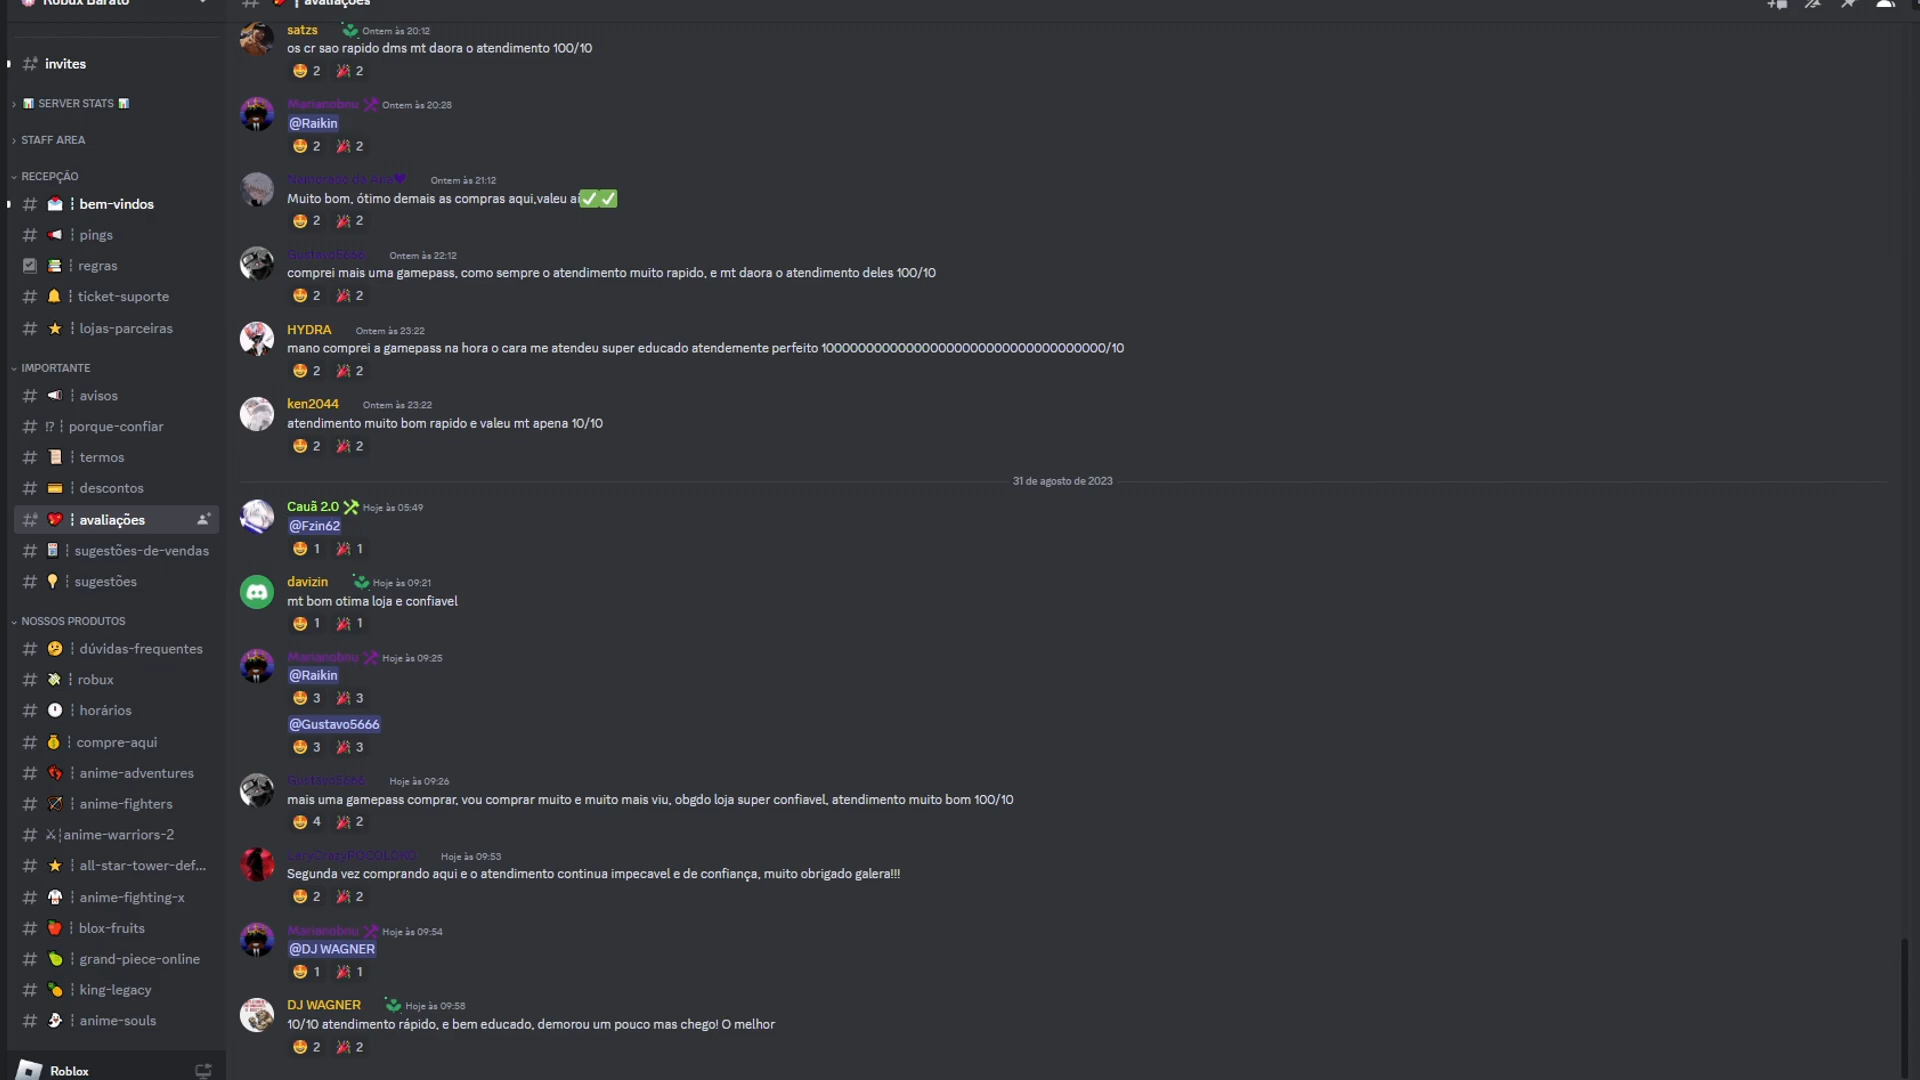 Robux Barato
invites
SERVER STATS
STAFF AREA
RECEPÇÃO
bem-vindos
pings
regras
ticket-suporte
lojas-parceiras
IMPORTANTE
avisos
⁉ ┆ porque-confiar
termos
descontos
avaliações
sugestões-de-vendas
sugestões
NOSSOS PRODUTOS
dúvidas-frequentes
robux
horários
compre-aqui
anime-adventures
anime-fighters
anime-warriors-2
all-star-tower-def...
anime-fighting-x
blox-fruits
grand-piece-online
king-legacy
anime-souls
Roblox
avaliações
satzs Ontem às 20:12
os cr sao rapido dms mt daora o atendimento 100/10
2 2
Marianobnu Ontem às 20:28
@Raikin
2 2
Namorado da Ana Ontem às 21:12
Muito bom, ótimo demais as compras aqui,valeu ai
2 2
Gustavo5666 Ontem às 22:12
comprei mais uma gamepass, como sempre o atendimento muito rapido, e mt daora o atendimento deles 100/10
2 2
HYDRA Ontem às 23:22
mano comprei a gamepass na hora o cara me atendeu super educado atendemente perfeito 10000000000000000000000000000000000/10
2 2
ken2044 Ontem às 23:22
atendimento muito bom rapido e valeu mt apena 10/10
2 2
31 de agosto de 2023
Cauã 2.0 Hoje às 05:49
@Fzin62
1 1
davizin Hoje às 09:21
mt bom otima loja e confiavel
1 1
Marianobnu Hoje às 09:25
@Raikin
3 3
@Gustavo5666
3 3
Gustavo5666 Hoje às 09:26
mais uma gamepass comprar, vou comprar muito e muito mais viu, obgdo loja super confiavel, atendimento muito bom 100/10
4 2
Hoje às 09:53
Segunda vez comprando aqui e o atendimento continua impecavel e de confiança, muito obrigado galera!!!
2 2
Marianobnu Hoje às 09:54
@DJ WAGNER
1 1
DJ WAGNER Hoje às 09:58
10/10 atendimento rápido, e bem educado, demorou um pouco mas chego! O melhor
2 2